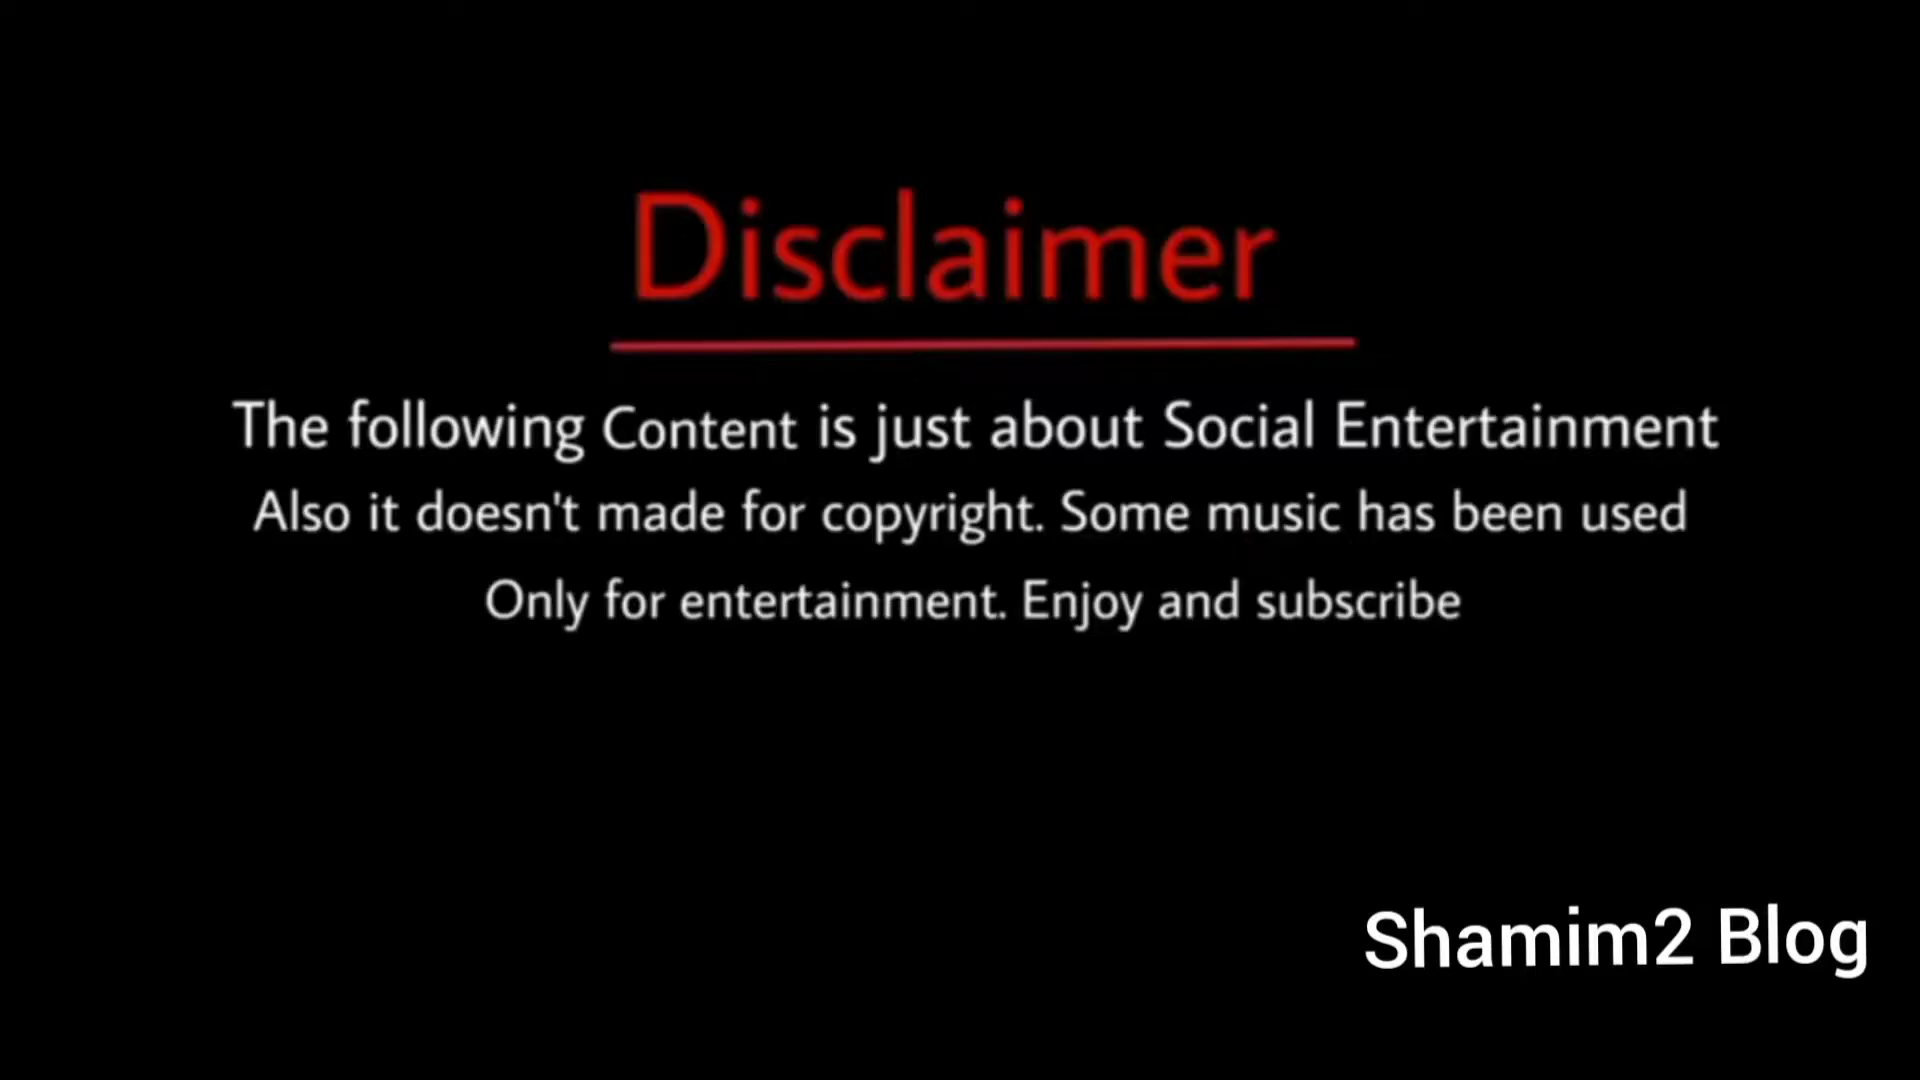 Disclaimer
The following Content is just about Social Entertainment
Also it doesn't made for copyright. Some music has been used
Only for entertainment. Enjoy and subscribe
Shamim2 Blog